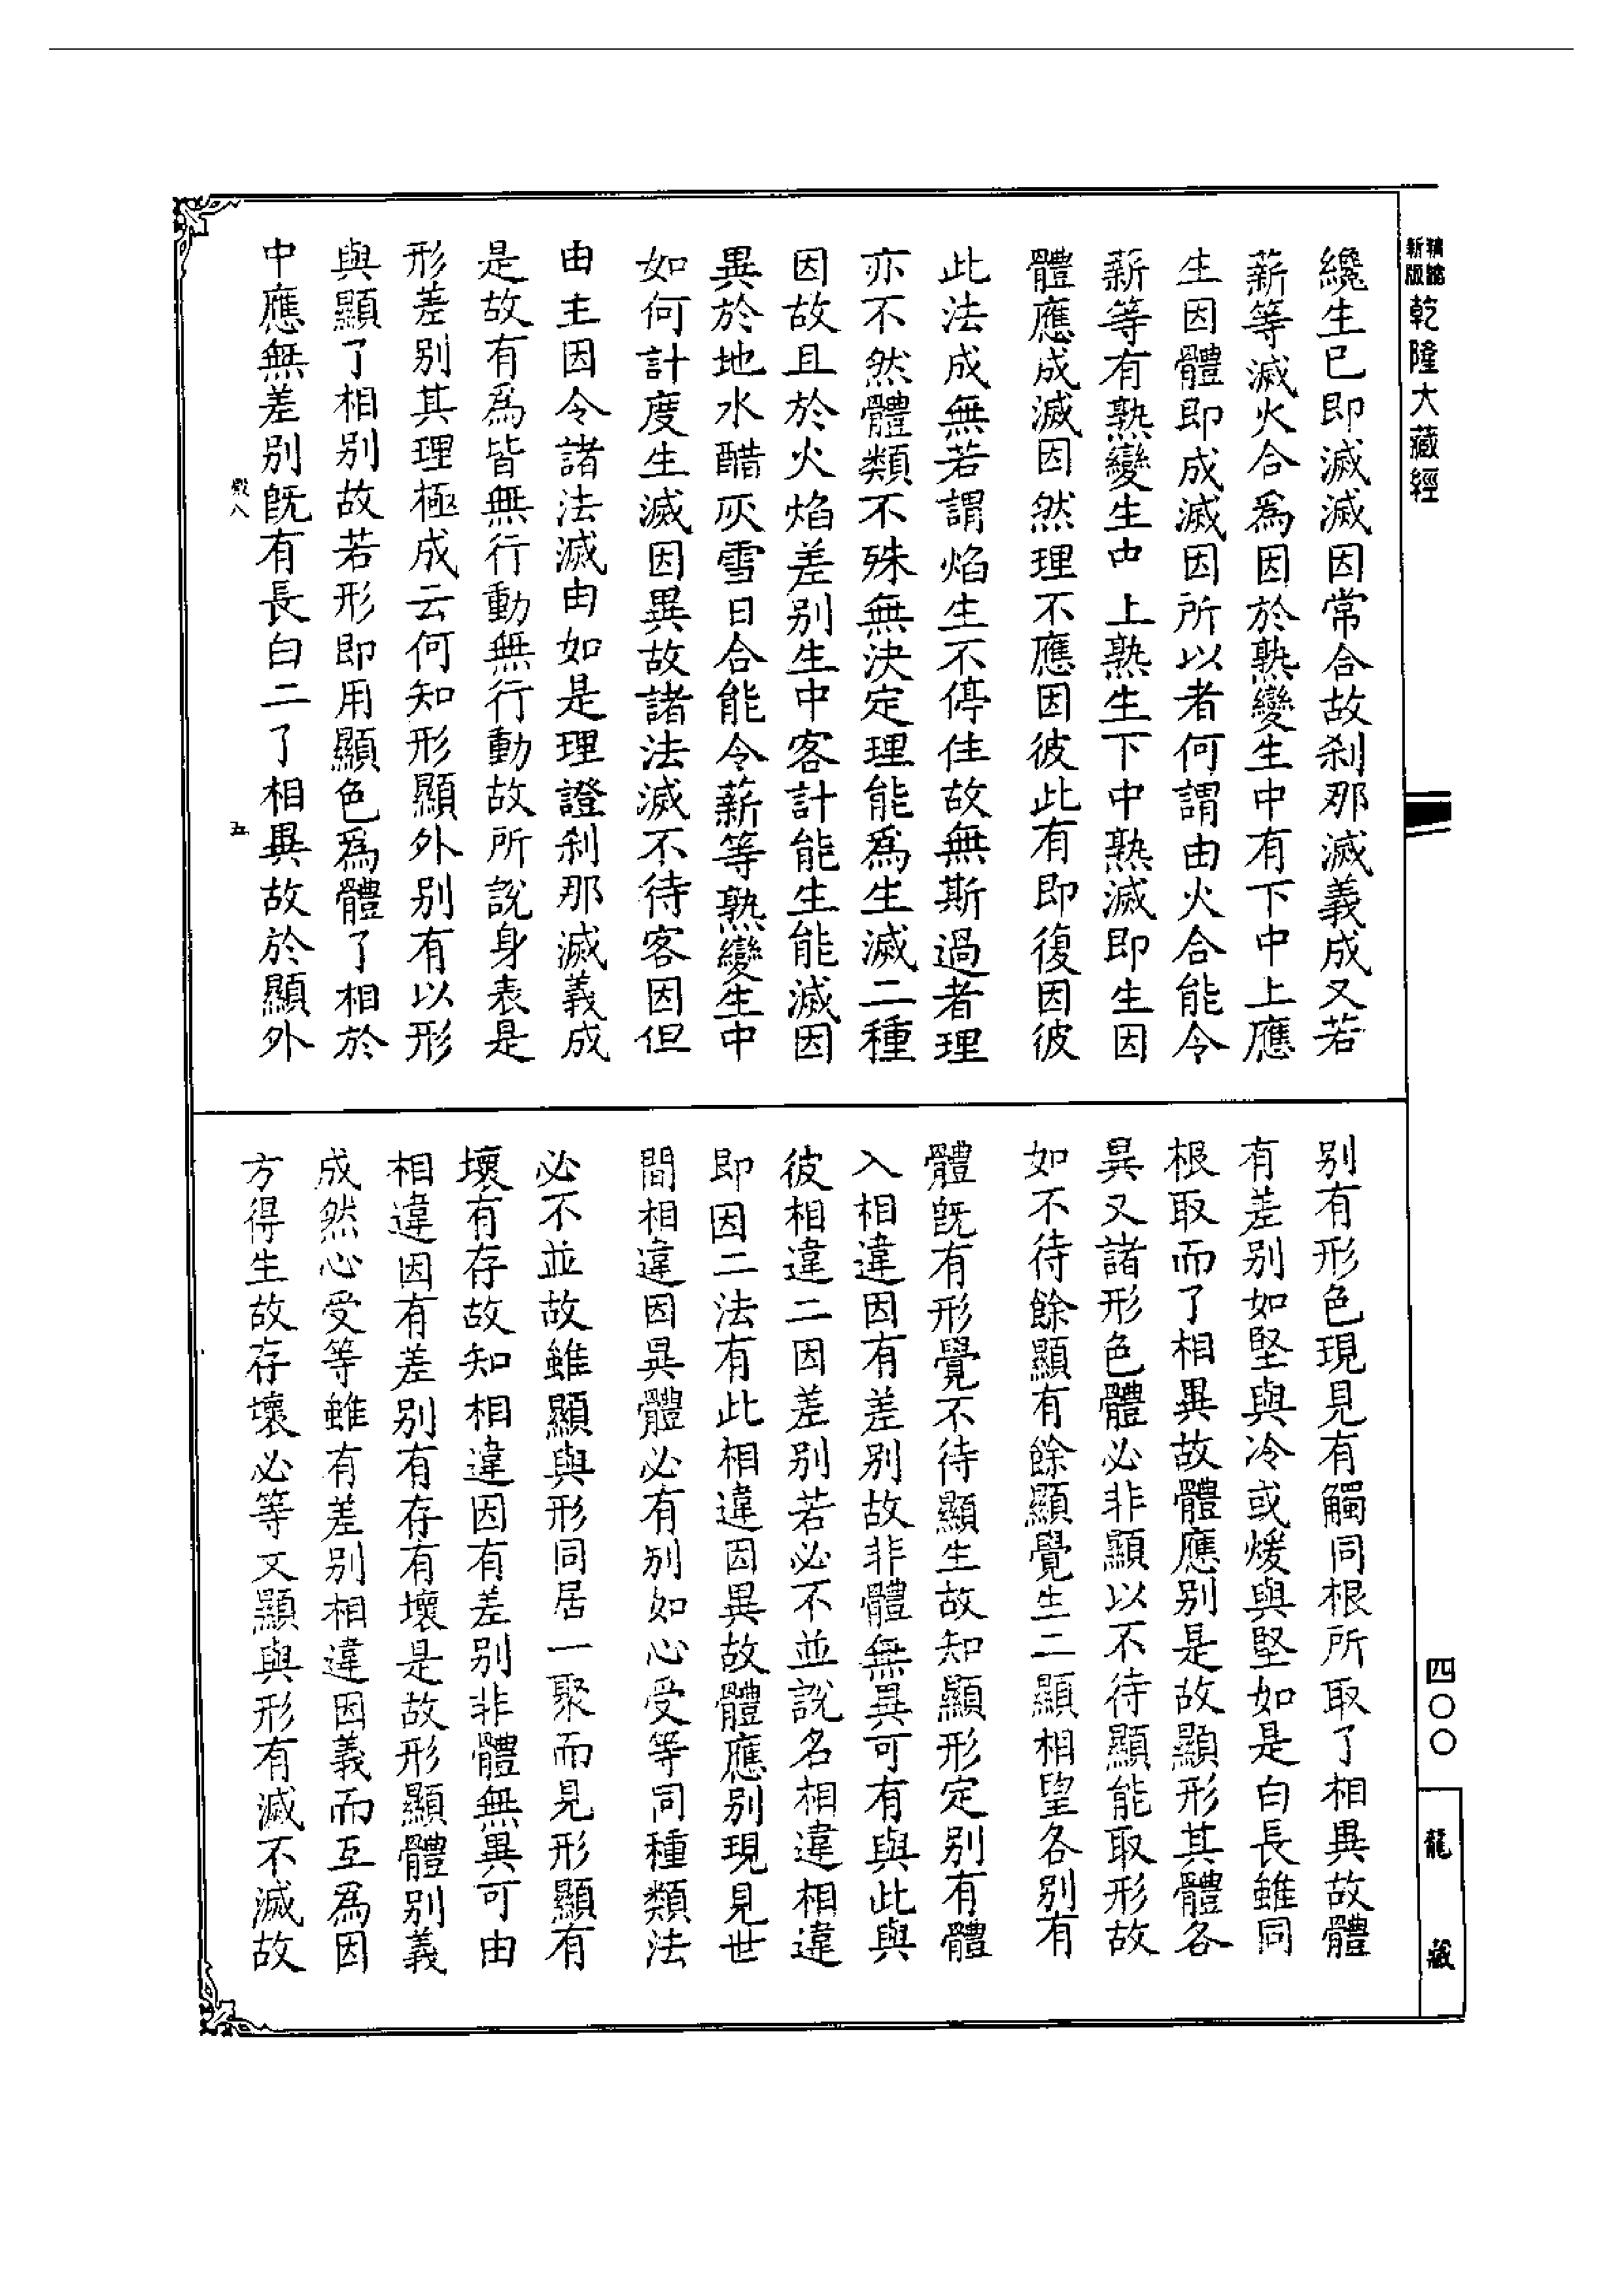 新版
乾隆大藏經
纔生已即滅滅因常合故刹那滅義成又若
薪等滅火合爲因於熟變生中有下中上應
生因體即成滅因所以者何謂由火合能令
薪等有熟變生中上熟生下中熟滅即生因
體應成滅因然理不應因彼此有即復因彼
此法成無若謂焰生不停住故無斯過者理
亦不然體類不殊無決定理能爲生滅二種
因故且於火焰差別生中客計能生能滅因
異於地水醋灰雪日合能令薪等熟變生中
如何計度生滅因異故諸法滅不待客因但
由主因令諸法滅由如是理證刹那滅義成
是故有爲皆無行動無行動故所說身表是
形差別其理極成云何知形顯外別有以形
與顯了相別故若形即用顯色爲體了相於
中應無差別既有長白二了相異故於顯外
五
別有形色現見有觸同根所取了相異故體
有差別如堅與冷或煖與堅如是白長雖同
根取而了相異故體應別是故顯形其體各
異又諸形色體必非顯以不待顯能取形故
如不待餘顯有餘顯覺生二顯相望各別有
體既有形覺不待顯生故知顯形定別有體
入相違因有差別故非體無異可有與此與
彼相違二因差別若必不並說名相違相違
即因二法有此相違因異故體應別現見世
間相違因異體必有別如心受等同種類法
必不並故雖顯與形同居一聚而見形顯有
壞有存故知相違因有差別非體無異可由
相違因有差別有存有壞是故形顯體別義
成然心受等雖有差別相違因義而互爲因
方得生故存壞必等文顯與形有滅不滅故
四〇〇
龍藏